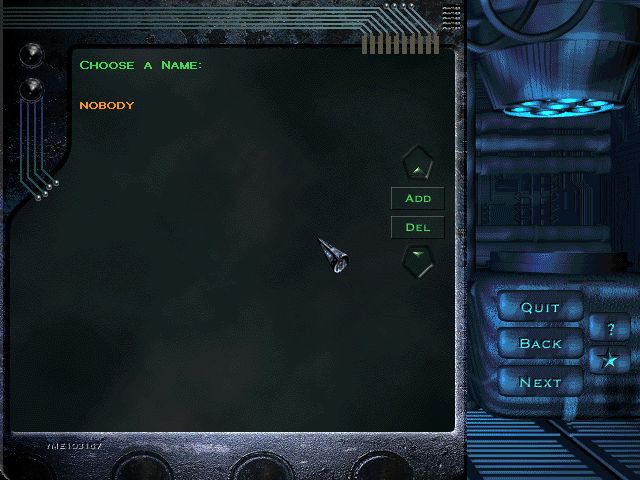 Choose a Name:
NOBODY
Add
Del
Quit
?
Back
Next
YME103167